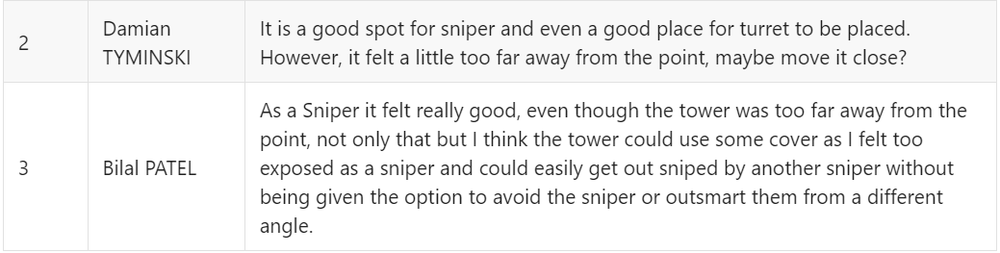 2
Damian
TYMINSKI
It is a good spot for sniper and even a good place for turret to be placed.
However, it felt a little too far away from the point, maybe move it close?
3
Bilal PATEL
As a Sniper it felt really good, even though the tower was too far away from the
point, not only that but I think the tower could use some cover as I felt too
exposed as a sniper and could easily get out sniped by another sniper without
being given the option to avoid the sniper or outsmart them from a different
angle.